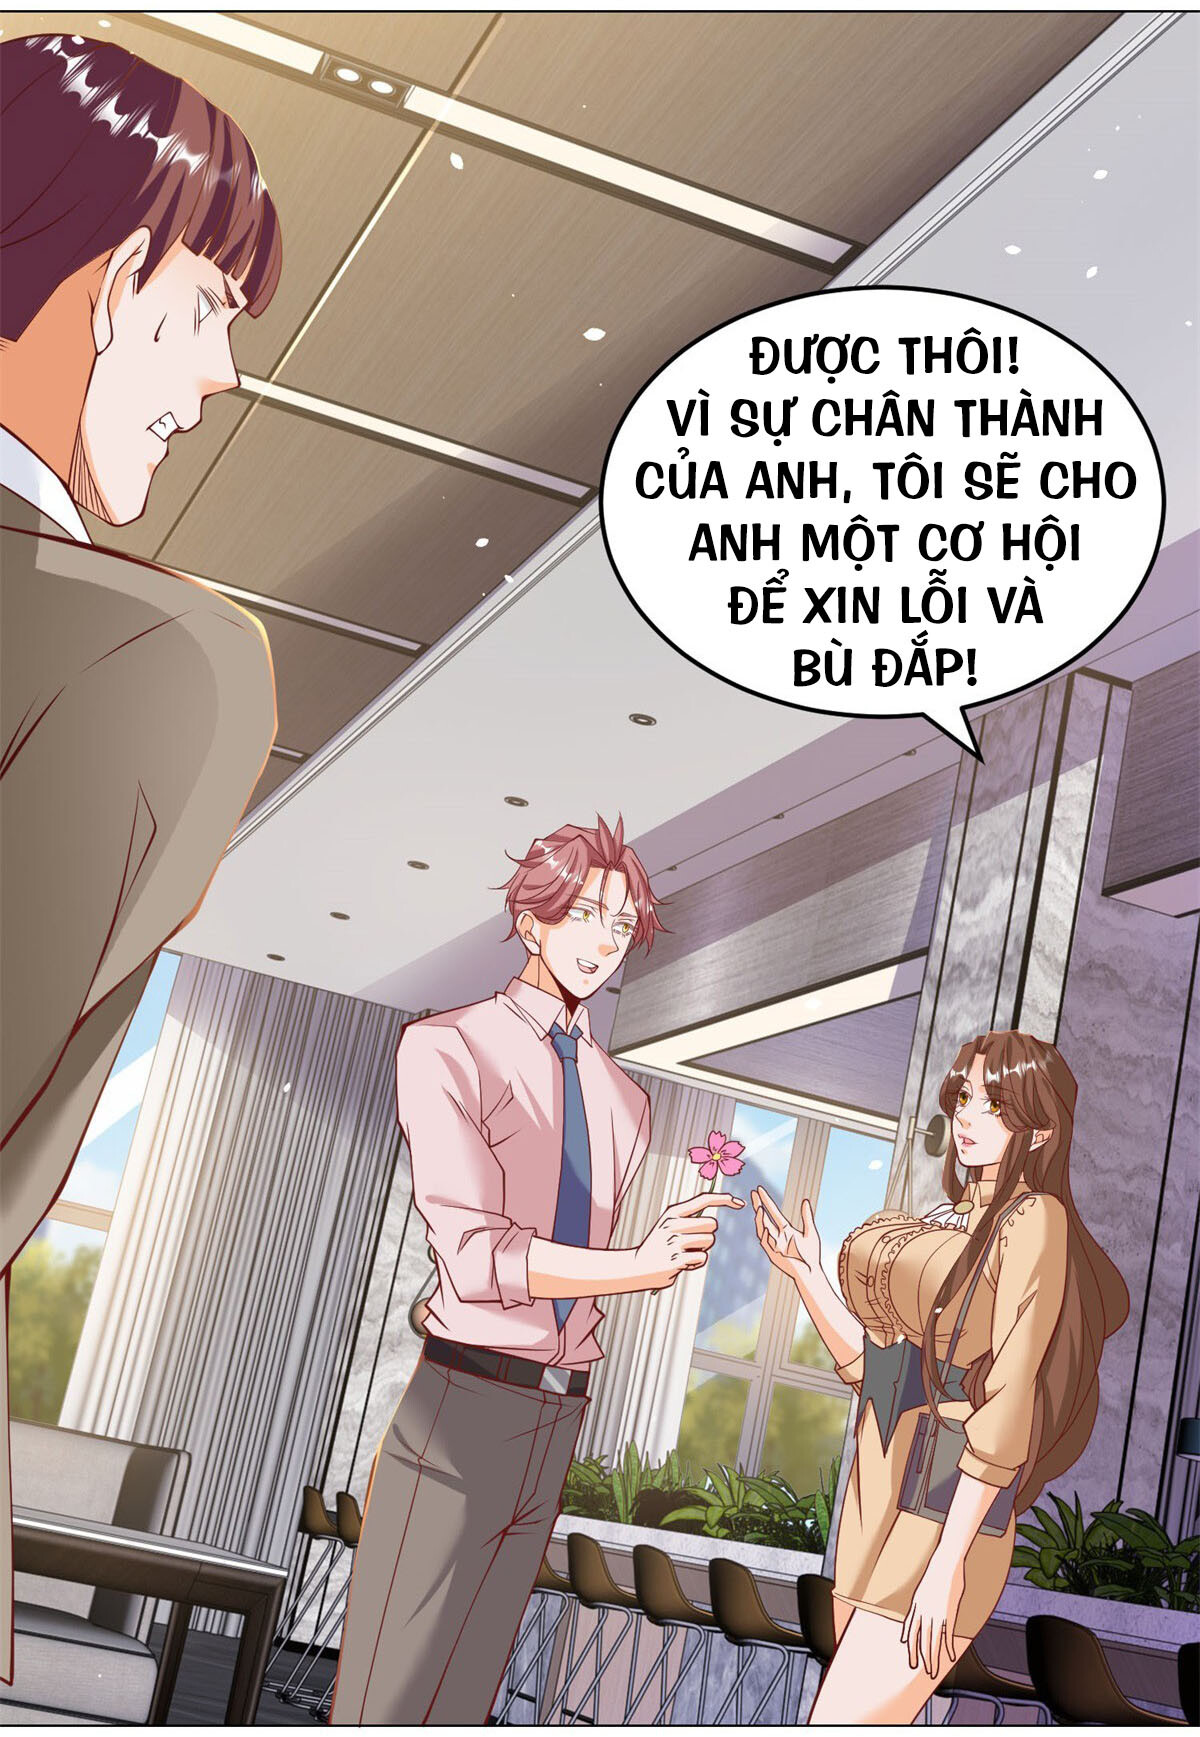 ĐƯỢC THÔI!
VÌ SỰ CHÂN THÀNH
CỦA ANH, TÔI SẼ CHO
ANH MỘT CƠ HỘI
ĐỂ XIN LỖI VÀ
BÙ ĐẮP!